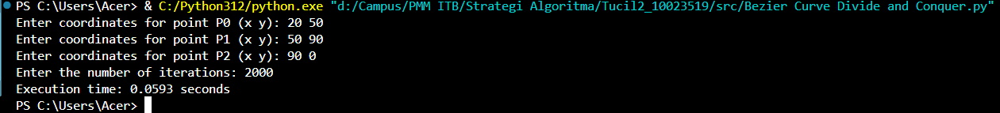 PS C:\Users\Acer> & C:/Python312/python.exe "d:/Campus/PMM ITB/Strategi Algoritma/Tucil2_10023519/src/Bezier Curve Divide and Conquer.py"
Enter coordinates for point P0 (x y): 20 50
Enter coordinates for point P1 (x y): 50 90
Enter coordinates for point P2 (x y): 90 0
Enter the number of iterations: 2000
Execution time: 0.0593 seconds
PS C:\Users\Acer>